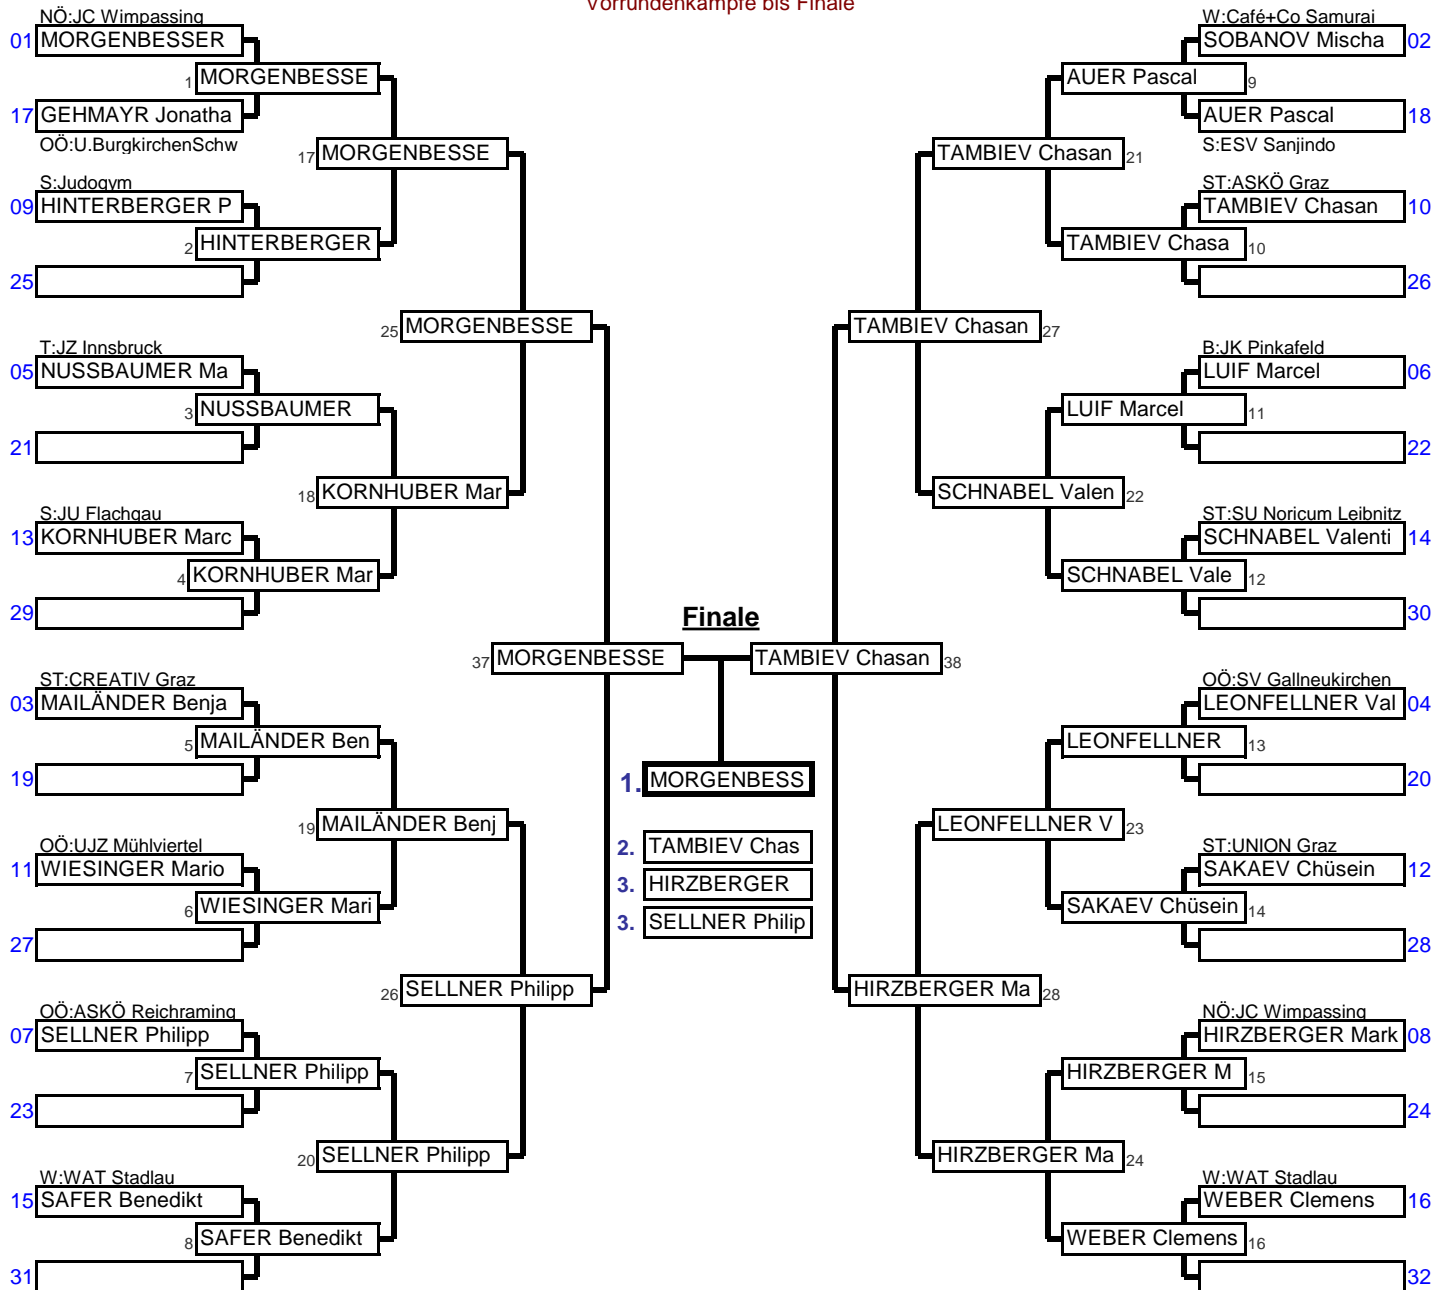 Vorrundenkämpfe bis Finale
NÖ:JC Wimpassing
01 MORGENBESSER
1 MORGENBESSE
17 GEHMAYR Jonatha
OÖ:U.BurgkirchenSchw
17 MORGENBESSE
S:Judogym
09 HINTERBERGER P
2 HINTERBERGER
25
25 MORGENBESSE
T:JZ Innsbruck
05 NUSSBAUMER Ma
3 NUSSBAUMER
21
18 KORNHUBER Mar
S:JU Flachgau
13 KORNHUBER Marc
4 KORNHUBER Mar
29
37 MORGENBESSE
ST:CREATIV Graz
03 MAILÄNDER Benja
5 MAILÄNDER Ben
19
19 MAILÄNDER Benj
OÖ:UJZ Mühlviertel
11 WIESINGER Mario
6 WIESINGER Mari
27
26 SELLNER Philipp
OÖ:ASKÖ Reichraming
07 SELLNER Philipp
7 SELLNER Philipp
23
20 SELLNER Philipp
W:WAT Stadlau
15 SAFER Benedikt
8 SAFER Benedikt
31
Finale
1. MORGENBESS
2. TAMBIEV Chas
3. HIRZBERGER
3. SELLNER Philip
W:Café+Co Samurai
SOBANOV Mischa 02
AUER Pascal 9
AUER Pascal 18
S:ESV Sanjindo
TAMBIEV Chasan 21
ST:ASKÖ Graz
TAMBIEV Chasan 10
TAMBIEV Chasa 10
26
TAMBIEV Chasan 27
B:JK Pinkafeld
LUIF Marcel 06
LUIF Marcel 11
22
SCHNABEL Valen 22
ST:SU Noricum Leibnitz
SCHNABEL Valenti 14
SCHNABEL Vale 12
30
TAMBIEV Chasan 38
OÖ:SV Gallneukirchen
LEONFELLNER Val 04
LEONFELLNER 13
20
LEONFELLNER V 23
ST:UNION Graz
SAKAEV Chüsein 12
SAKAEV Chüsein 14
28
HIRZBERGER Ma 28
NÖ:JC Wimpassing
HIRZBERGER Mark 08
HIRZBERGER M 15
24
HIRZBERGER Ma 24
W:WAT Stadlau
WEBER Clemens 16
WEBER Clemens 16
32